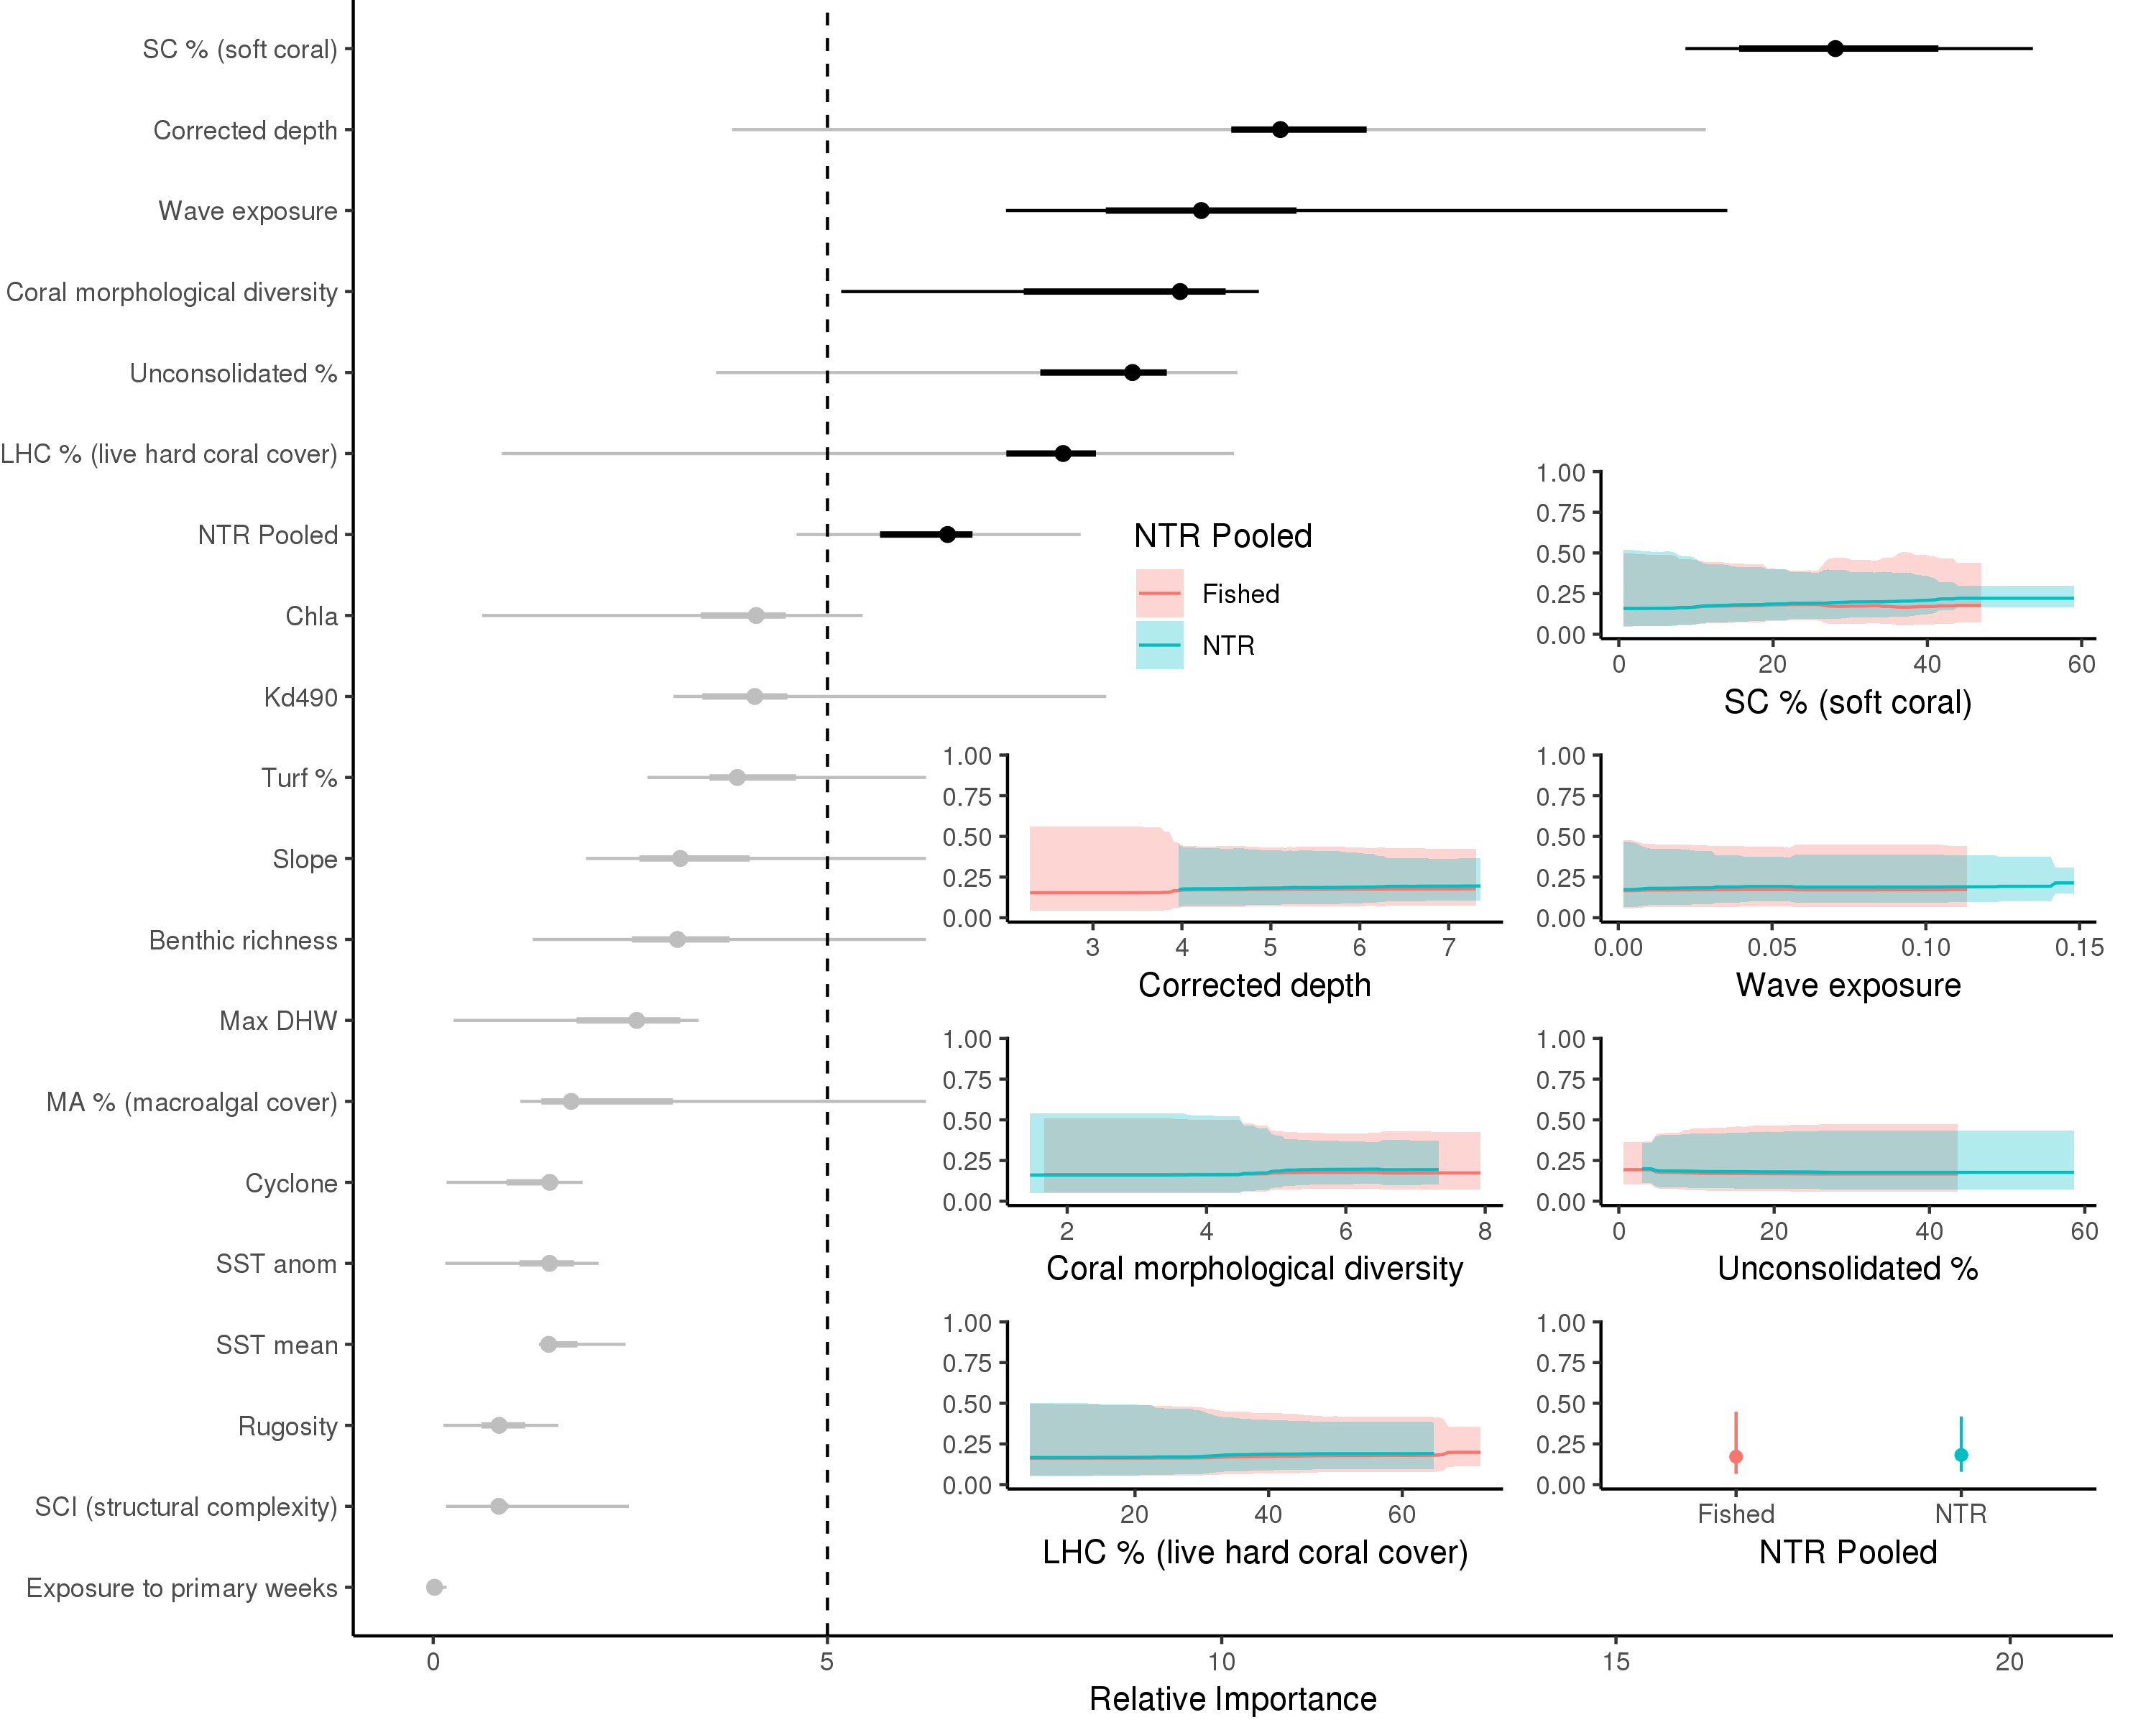 SC % (soft coral)
Corrected depth
Wave exposure
Coral morphological diversity
Unconsolidated %
LHC % (live hard coral cover)
NTR Pooled
Chla
Kd490
Turf %
Slope
Benthic richness
Max DHW
MA % (macroalgal cover)
Cyclone
SST anom
SST mean
Rugosity
SCI (structural complexity)
Exposure to primary weeks
0 5 10 15 20
Relative Importance
NTR Pooled
Fished
NTR
1.00
0.75
0.50
0.25
0.00
0 20 40 60
SC % (soft coral)
1.00
0.75
0.50
0.25
0.00
3 4 5 6 7
Corrected depth
1.00
0.75
0.50
0.25
0.00
0.00 0.05 0.10 0.15
Wave exposure
1.00
0.75
0.50
0.25
0.00
2 4 6 8
Coral morphological diversity
1.00
0.75
0.50
0.25
0.00
0 20 40 60
Unconsolidated %
1.00
0.75
0.50
0.25
0.00
20 40 60
LHC % (live hard coral cover)
1.00
0.75
0.50
0.25
0.00
Fished NTR
NTR Pooled